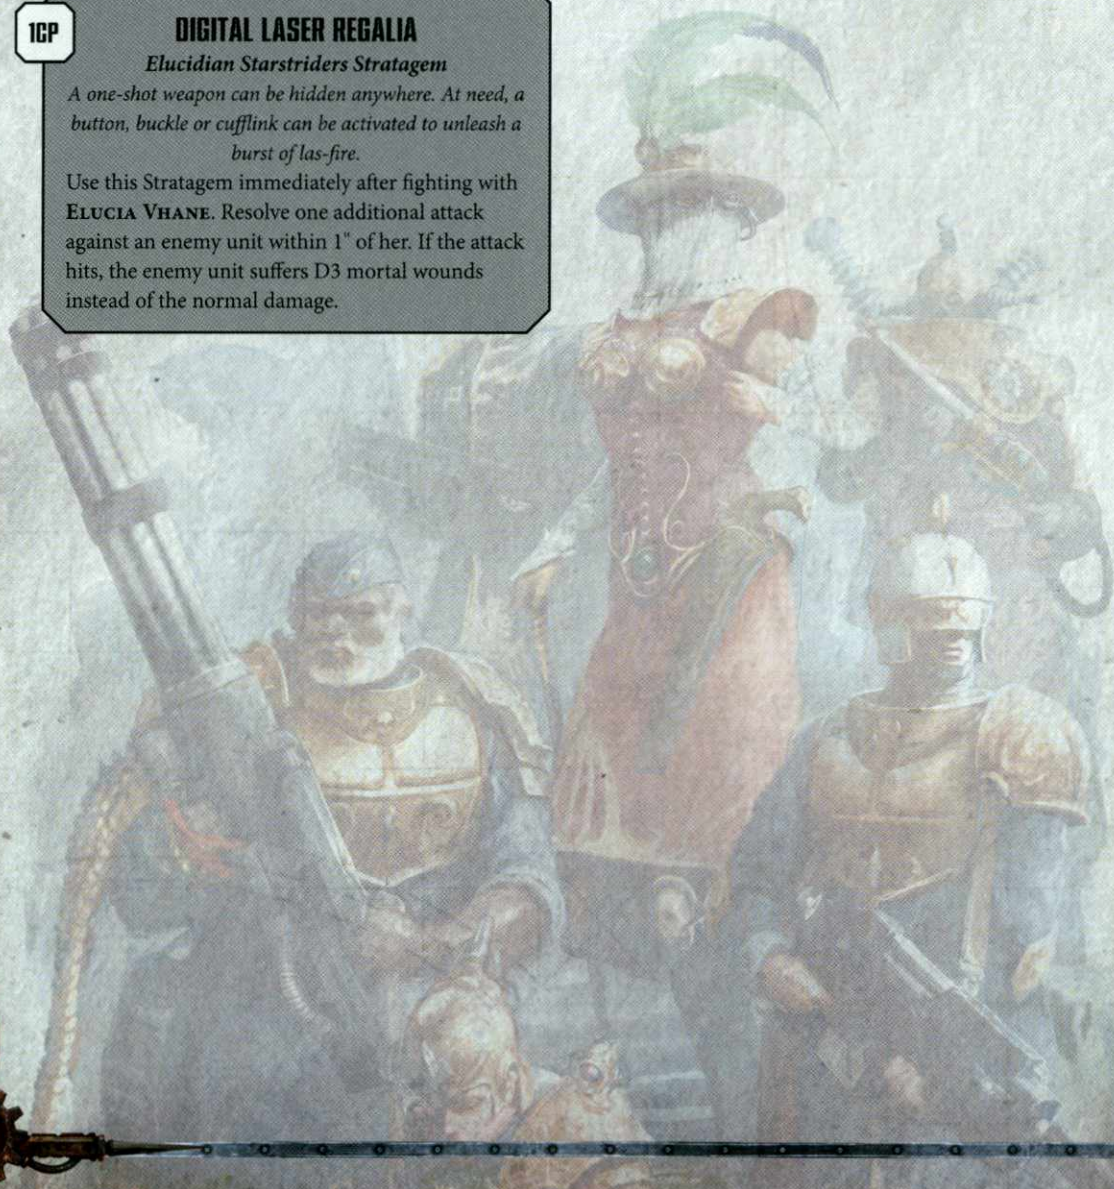 1CP
DIGITAL LASER REGALIA
Elucidian Starstriders Stratagem
A one-shot weapon can be hidden anywhere. At need, a
button, buckle or cufflink can be activated to unleash a
burst of las-fire.
Use this Stratagem immediately after fighting with
ELUCIA VHANE. Resolve one additional attack
against an enemy unit within 1" of her. If the attack
hits, the enemy unit suffers D3 mortal wounds
instead of the normal damage.